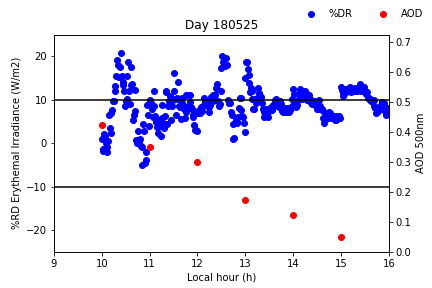 %DR AOD
Day 180525
%RD Erythemal Irradiance (W/m2)
20
10
0
−10
−20
0.7
0.6
0.5
0.4
0.3
0.2
0.1
0.0
AOD 500nm
9 10 11 12 13 14 15 16
Local hour (h)